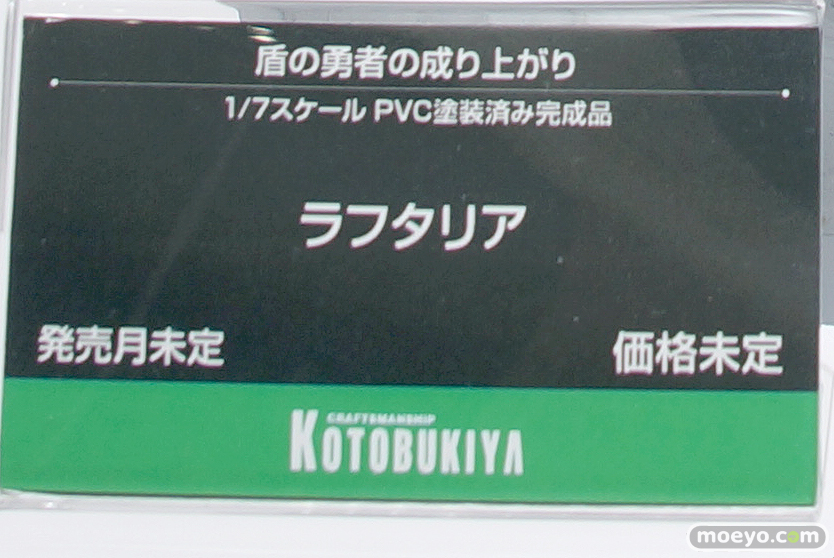 盾の勇者の成り上がり
1/7スケール PVC塗装済み完成品
ラフタリア
発売月未定
価格未定
CRAFTSMANSHIP
KOTOBUKIYA
moeyo.com